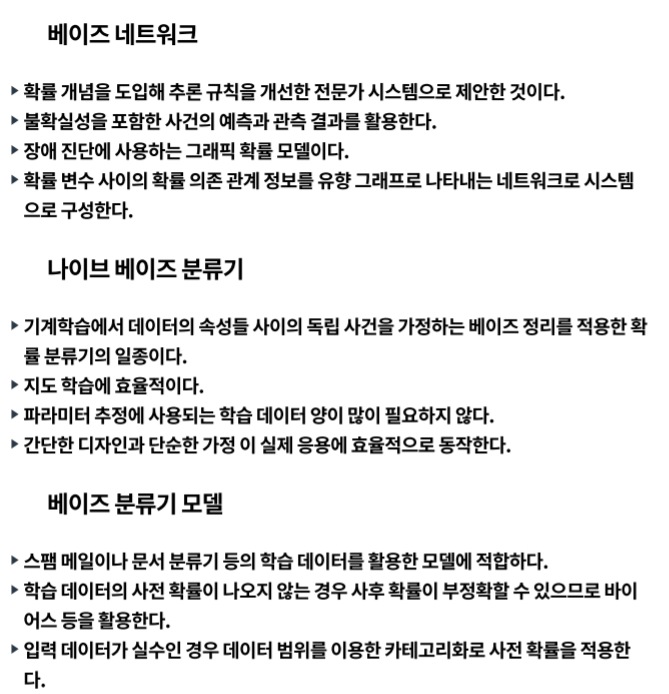 베이즈 네트워크
▸ 확률 개념을 도입해 추론 규칙을 개선한 전문가 시스템으로 제안한 것이다.
▸ 불확실성을 포함한 사건의 예측과 관측 결과를 활용한다.
▸ 장애 진단에 사용하는 그래픽 확률 모델이다.
▸ 확률 변수 사이의 확률 의존 관계 정보를 유향 그래프로 나타내는 네트워크로 시스템
으로 구성한다.
나이브 베이즈 분류기
▸ 기계학습에서 데이터의 속성들 사이의 독립 사건을 가정하는 베이즈 정리를 적용한 확
률 분류기의 일종이다.
▸ 지도 학습에 효율적이다.
▸ 파라미터 추정에 사용되는 학습 데이터 양이 많이 필요하지 않다.
▸ 간단한 디자인과 단순한 가정 이 실제 응용에 효율적으로 동작한다.
베이즈 분류기 모델
▸ 스팸 메일이나 문서 분류기 등의 학습 데이터를 활용한 모델에 적합하다.
▸ 학습 데이터의 사전 확률이 나오지 않는 경우 사후 확률이 부정확할 수 있으므로 바이
어스 등을 활용한다.
▸ 입력 데이터가 실수인 경우 데이터 범위를 이용한 카테고리화로 사전 확률을 적용한
다.